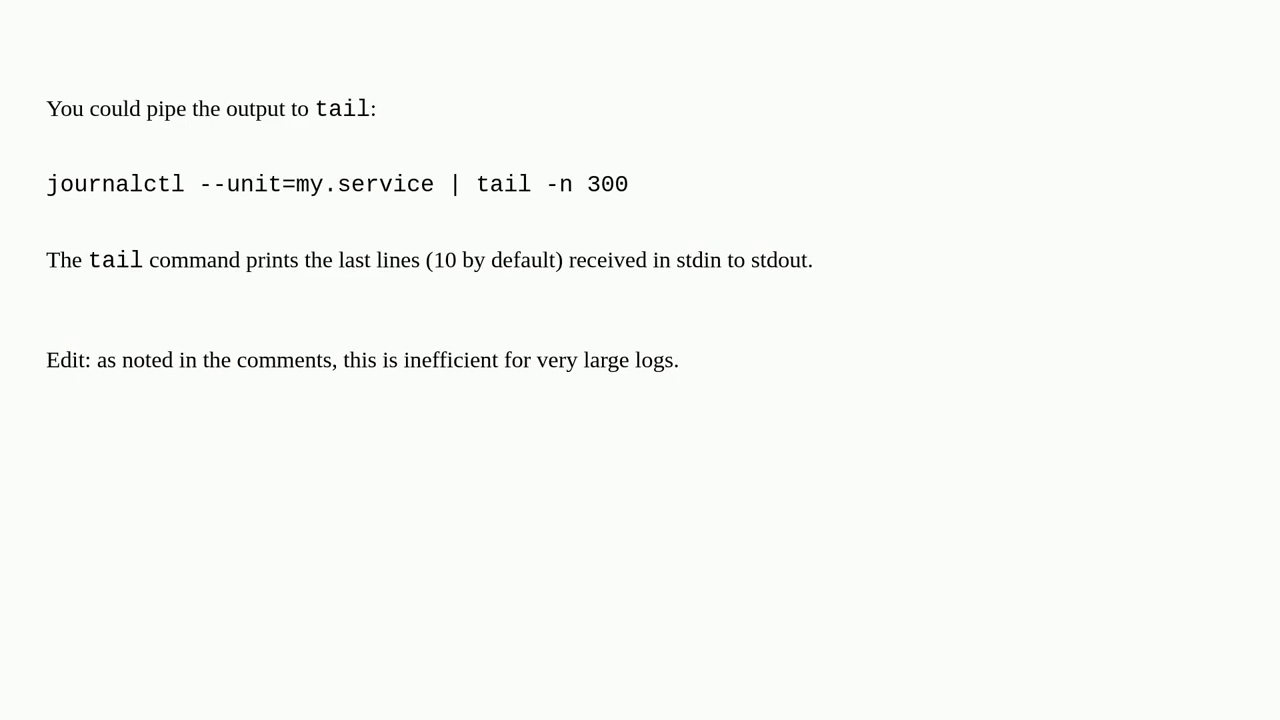 You could pipe the output to tail:
journalctl --unit=my.service | tail -n 300
The tail command prints the last lines (10 by default) received in stdin to stdout.
Edit: as noted in the comments, this is inefficient for very large logs.